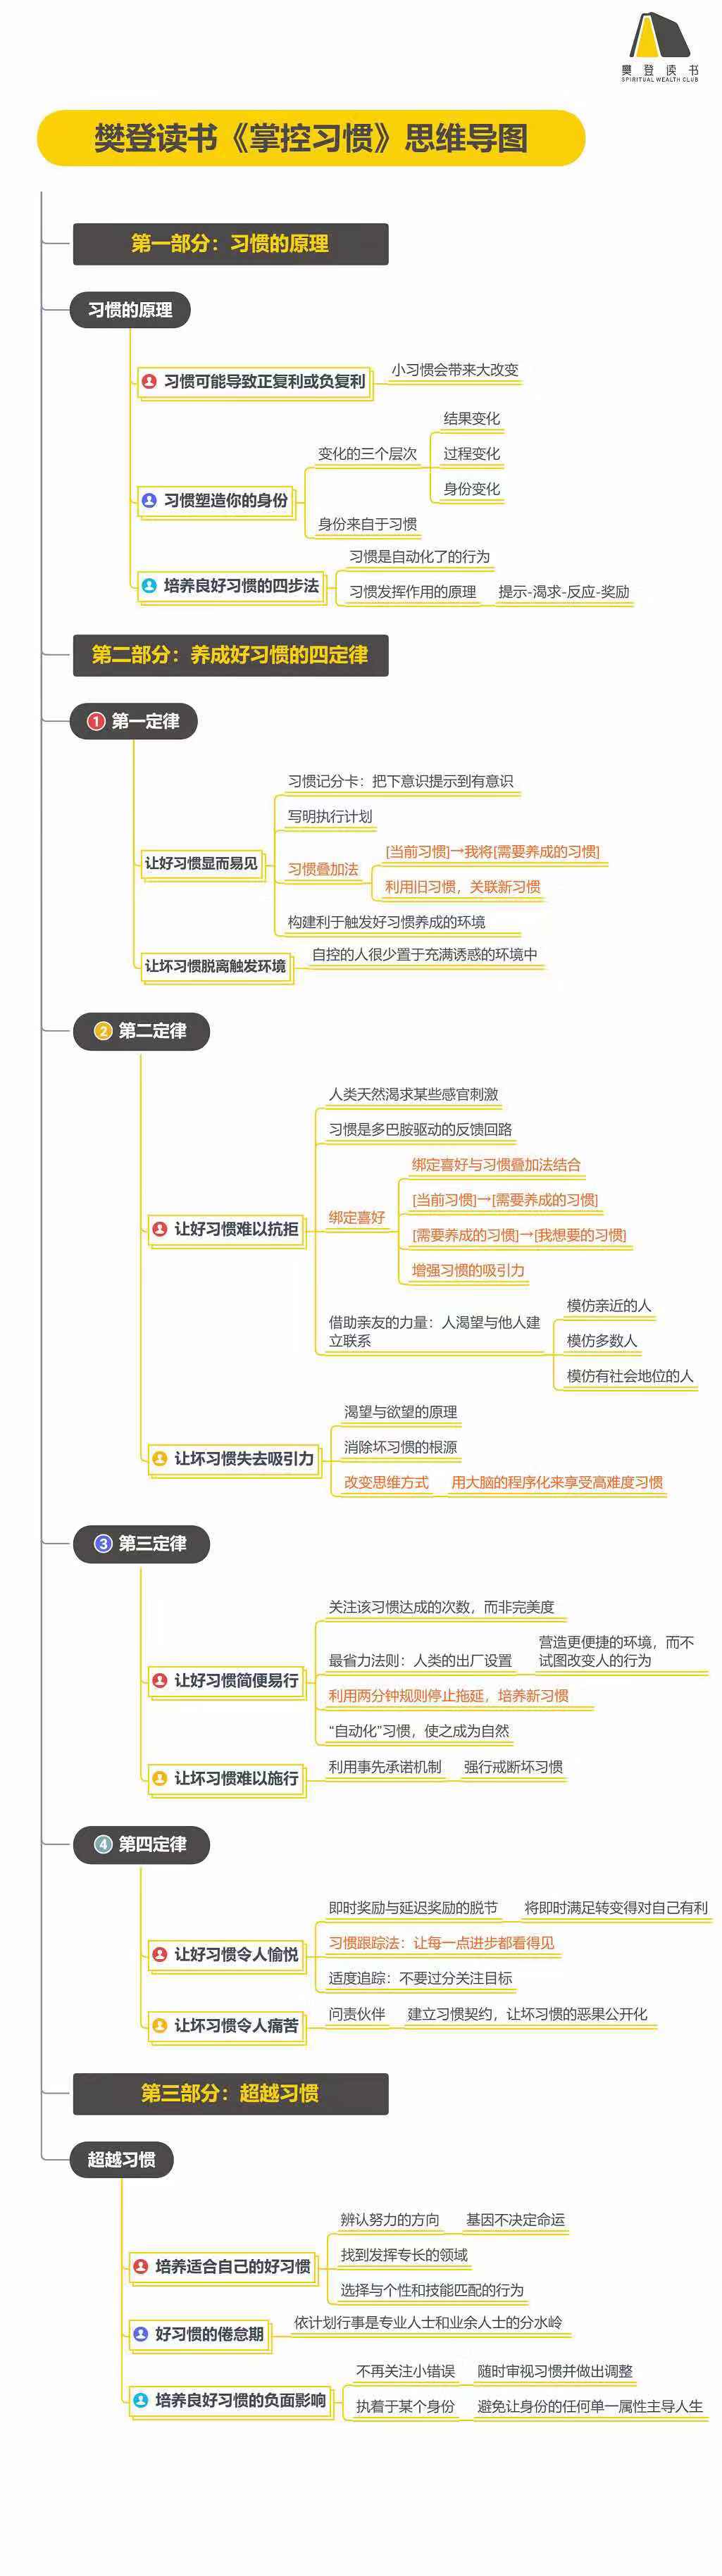 樊登读书
SPIRITUAL WEALTH CLUB
樊登读书《掌控习惯》思维导图
第一部分：习惯的原理
习惯的原理
习惯可能导致正复利或负复利
小习惯会带来大改变
习惯塑造你的身份
变化的三个层次
结果变化
过程变化
身份变化
身份来自于习惯
培养良好习惯的四步法
习惯是自动化了的行为
习惯发挥作用的原理
提示-渴求-反应-奖励
第二部分：养成好习惯的四定律
1 第一定律
让好习惯显而易见
习惯记分卡：把下意识提示到有意识
写明执行计划
习惯叠加法
[当前习惯]→我将[需要养成的习惯]
利用旧习惯，关联新习惯
构建利于触发好习惯养成的环境
让坏习惯脱离触发环境
自控的人很少置于充满诱惑的环境中
2 第二定律
让好习惯难以抗拒
人类天然渴求某些感官刺激
习惯是多巴胺驱动的反馈回路
绑定喜好
绑定喜好与习惯叠加法结合
[当前习惯]→[需要养成的习惯]
[需要养成的习惯]→[我想要的习惯]
增强习惯的吸引力
借助亲友的力量：人渴望与他人建
立联系
模仿亲近的人
模仿多数人
模仿有社会地位的人
让坏习惯失去吸引力
渴望与欲望的原理
消除坏习惯的根源
改变思维方式
用大脑的程序化来享受高难度习惯
3 第三定律
让好习惯简便易行
关注该习惯达成的次数，而非完美度
最省力法则：人类的出厂设置
营造更便捷的环境，而不
试图改变人的行为
利用两分钟规则停止拖延，培养新习惯
“自动化”习惯，使之成为自然
让坏习惯难以施行
利用事先承诺机制
强行戒断坏习惯
4 第四定律
让好习惯令人愉悦
即时奖励与延迟奖励的脱节
将即时满足转变得对自己有利
习惯跟踪法：让每一点进步都看得见
适度追踪：不要过分关注目标
让坏习惯令人痛苦
问责伙伴
建立习惯契约，让坏习惯的恶果公开化
第三部分：超越习惯
超越习惯
培养适合自己的好习惯
辨认努力的方向
基因不决定命运
找到发挥专长的领域
选择与个性和技能匹配的行为
好习惯的倦怠期
依计划行事是专业人士和业余人士的分水岭
培养良好习惯的负面影响
不再关注小错误
随时审视习惯并做出调整
执着于某个身份
避免让身份的任何单一属性主导人生